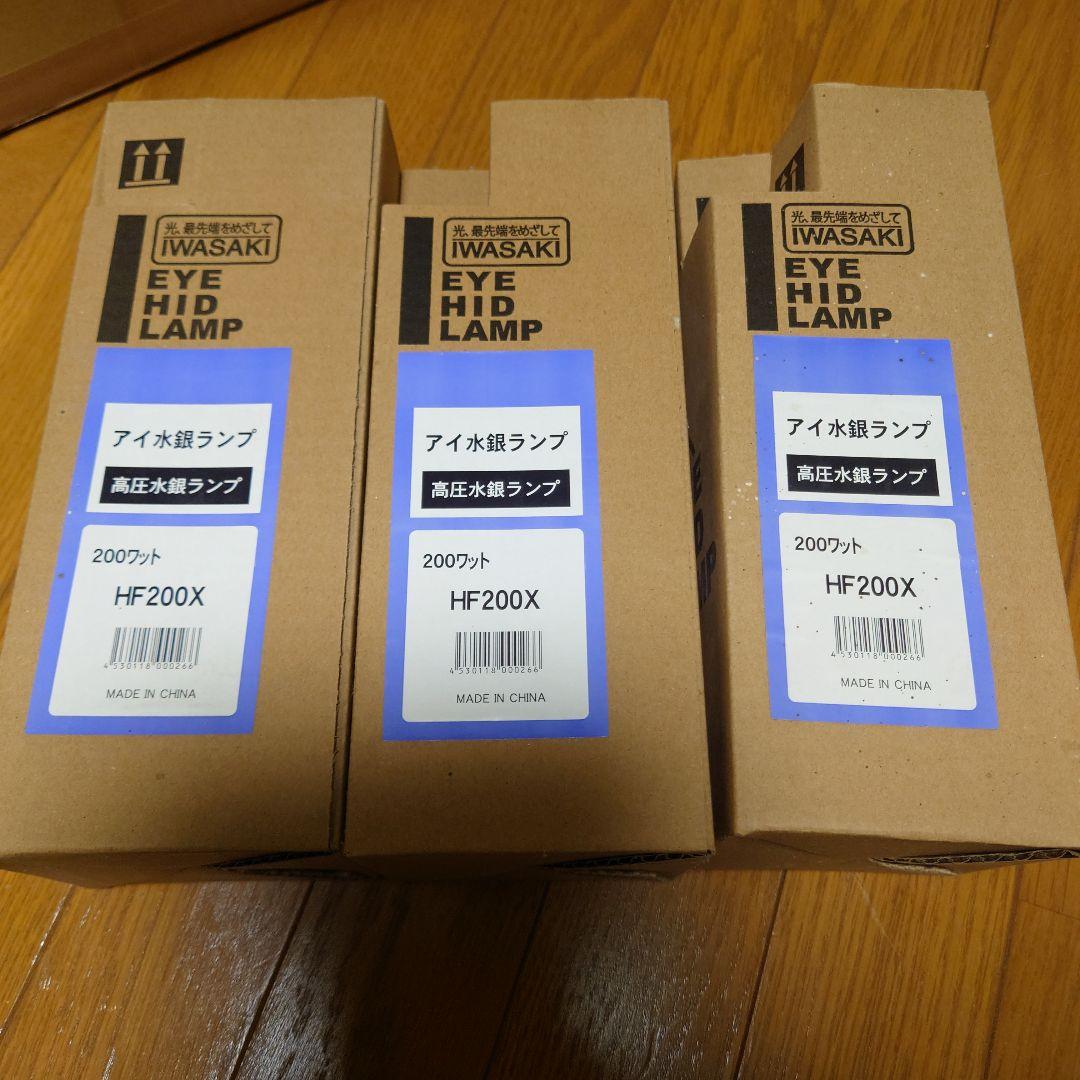 光、最先端をめざして
IWASAKI
EYE
HID
LAMP
アイ水銀ランプ
高圧水銀ランプ
200ワット
HF200X
4530118000266
MADE IN CHINA
光、最先端をめざして
IWASAKI
EYE
HID
LAMP
アイ水銀ランプ
高圧水銀ランプ
200ワット
HF200X
4530118000266
MADE IN CHINA
光、最先端をめざして
IWASAKI
EYE
HID
LAMP
アイ水銀ランプ
高圧水銀ランプ
200ワット
HF200X
4530118000266
MADE IN CHINA